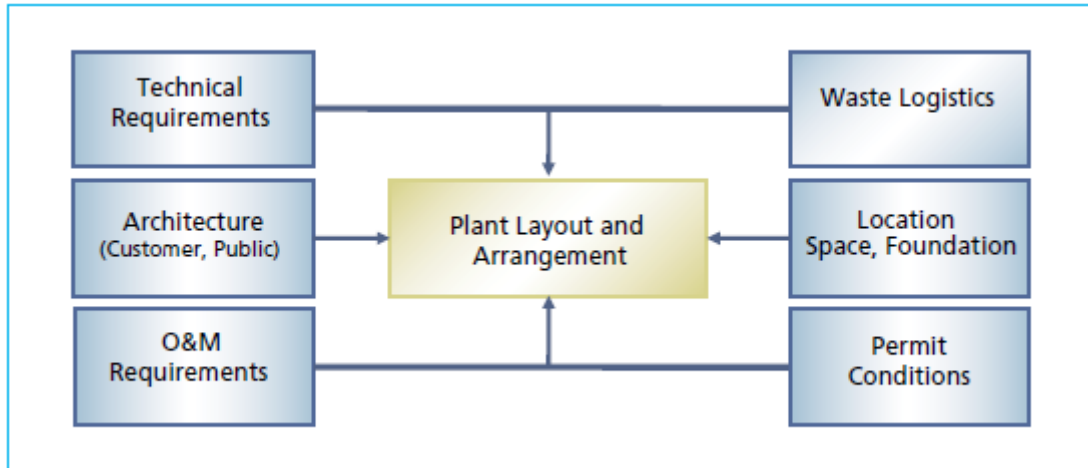 Technical
Requirements
Waste Logistics
Architecture
(Customer, Public)
Plant Layout and
Arrangement
Location
Space, Foundation
O&M
Requirements
Permit
Conditions